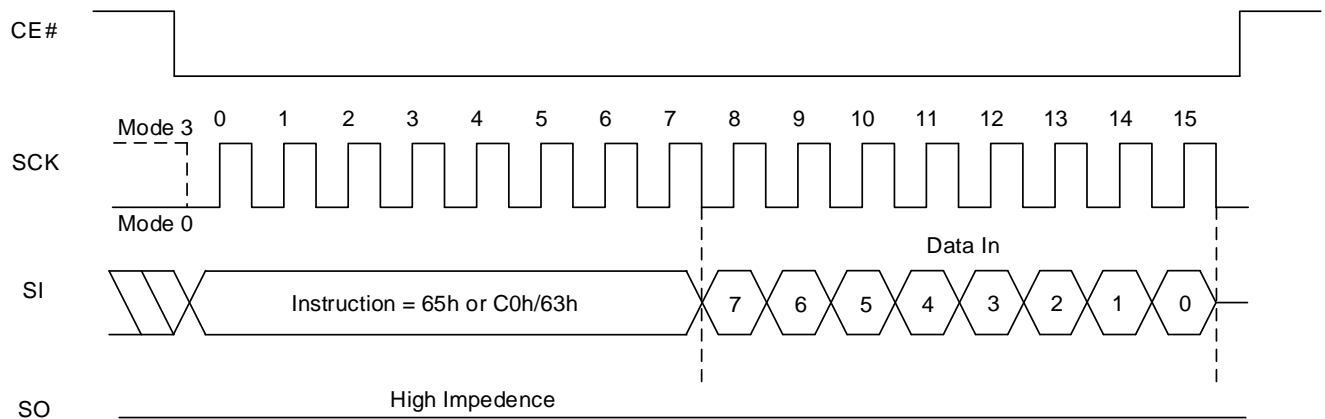 CE#
Mode 3
0 1 2 3 4 5 6 7 8 9 10 11 12 13 14 15
SCK
Mode 0
Data In
SI
Instruction = 65h or C0h/63h
7 6 5 4 3 2 1 0
High Impedence
SO